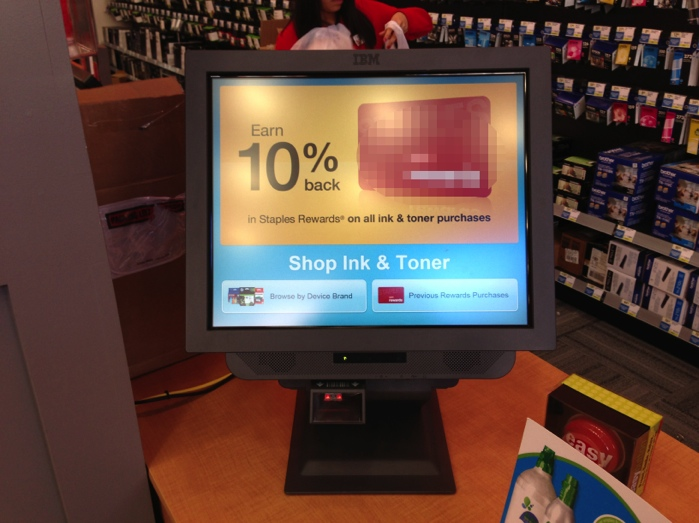 IBM
Earn
10%
back
in Staples Rewards® on all ink & toner purchases
Shop Ink & Toner
Browse by Device Brand
Previous Rewards Purchases
rewards
easy